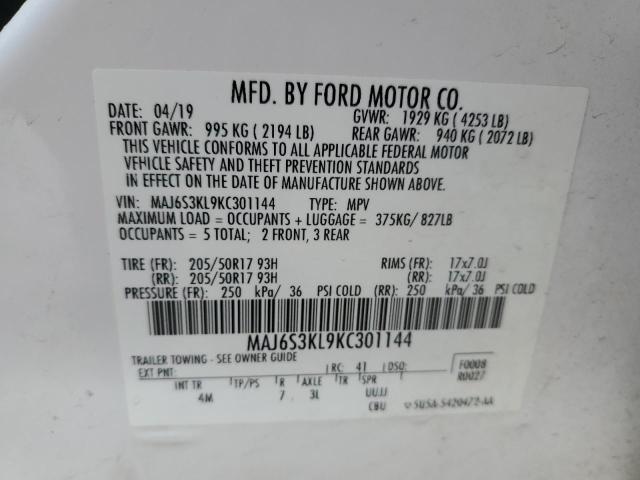 MFD. BY FORD MOTOR CO.
DATE: 04/19 GVWR: 1929 KG ( 4253 LB)
FRONT GAWR: 995 KG ( 2194 LB) REAR GAWR: 940 KG ( 2072 LB)
THIS VEHICLE CONFORMS TO ALL APPLICABLE FEDERAL MOTOR
VEHICLE SAFETY AND THEFT PREVENTION STANDARDS
IN EFFECT ON THE DATE OF MANUFACTURE SHOWN ABOVE.
VIN: MAJ6S3KL9KC301144 TYPE: MPV
MAXIMUM LOAD = OCCUPANTS + LUGGAGE = 375KG/ 827LB
OCCUPANTS = 5 TOTAL; 2 FRONT, 3 REAR
TIRE (FR): 205/50R17 93H RIMS (FR): 17x7.0J
(RR): 205/50R17 93H (RR): 17x7.0J
PRESSURE (FR): 250 kPa/ 36 PSI COLD (RR): 250 kPa/ 36 PSI COLD
MAJ6S3KL9KC301144
TRAILER TOWING - SEE OWNER GUIDE
EXT PNT: RC: 41 DSO: F0008
R0027
INT TR TP/PS R AXLE TR SPR
4M 7 3L UUJJ
CBU 5U5A-5420472-AA